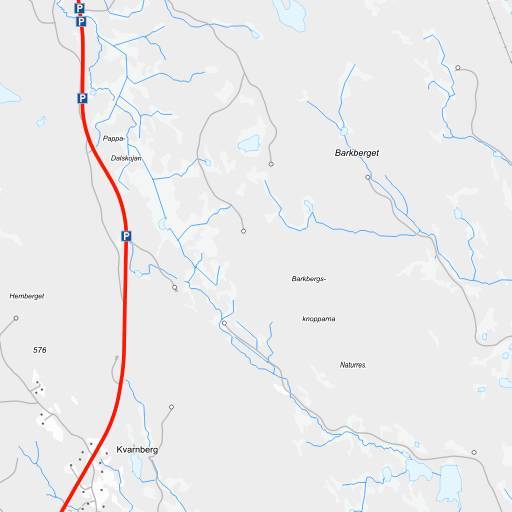 P
P
P
Pappa-
Dalskojan
Barkberget
P
Barkbergs-
Hemberget
knopparna
576
Naturres.
Kvarnberg